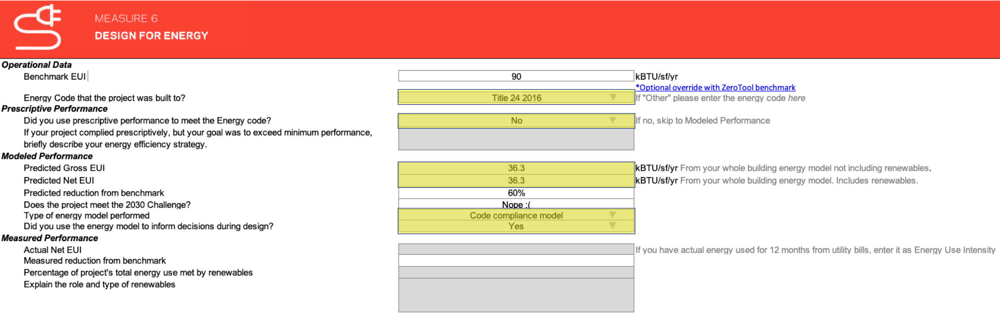 MEASURE 6
DESIGN FOR ENERGY
Operational Data
Benchmark EUI 90 kBTU/sf/yr
*Optional override with ZeroTool benchmark
Energy Code that the project was built to? Title 24 2016 If "Other" please enter the energy code here
Prescriptive Performance
Did you use prescriptive performance to meet the Energy code? No If no, skip to Modeled Performance
If your project complied prescriptively, but your goal was to exceed minimum performance,
briefly describe your energy efficiency strategy.
Modeled Performance
Predicted Gross EUI 36.3 kBTU/sf/yr From your whole building energy model not including renewables.
Predicted Net EUI 36.3 kBTU/sf/yr From your whole building energy model. Includes renewables.
Predicted reduction from benchmark 60%
Does the project meet the 2030 Challenge? Nope :(
Type of energy model performed Code compliance model
Did you use the energy model to inform decisions during design? Yes
Measured Performance
Actual Net EUI If you have actual energy used for 12 months from utility bills, enter it as Energy Use Intensity
Measured reduction from benchmark
Percentage of project's total energy use met by renewables
Explain the role and type of renewables